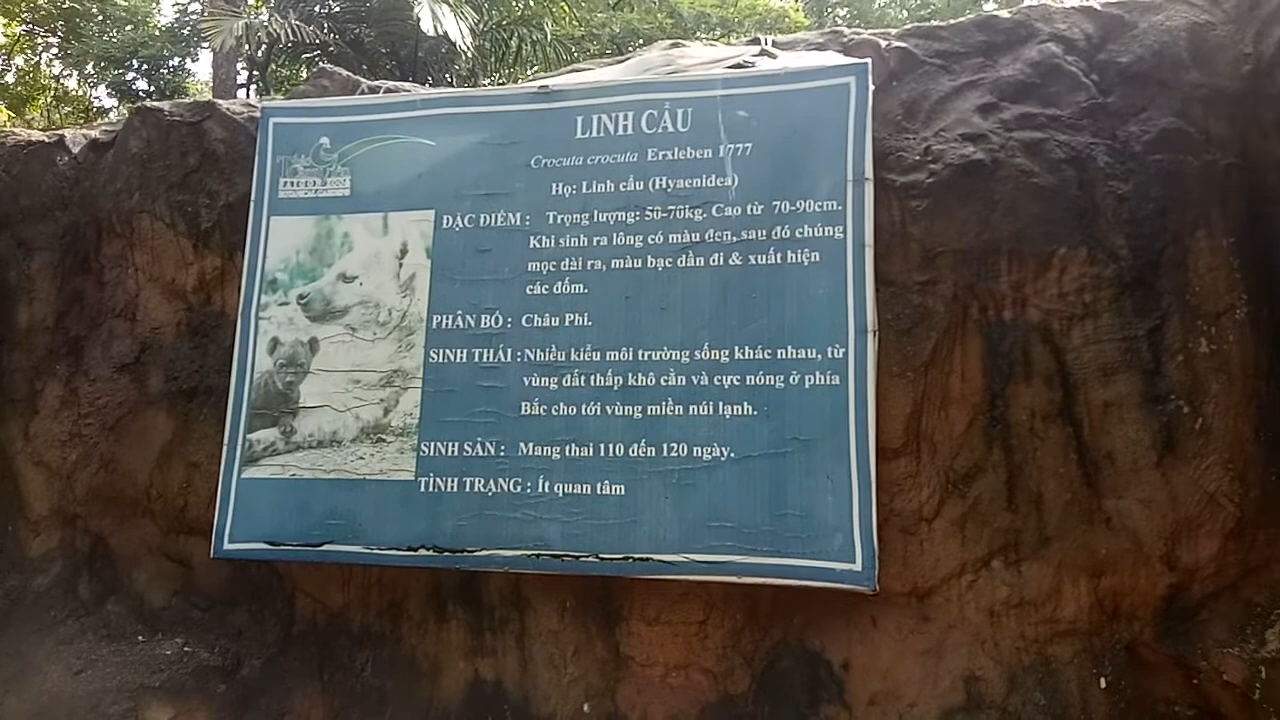 LINH CẨU
Crocuta crocuta Erxleben 1777
Họ: Linh cẩu (Hyaenidea)
SAIGON ZOO &
BOTANICAL GARDENS
ĐẶC ĐIỂM : Trọng lượng: 50-70kg. Cao từ 70-90cm.
Khi sinh ra lông có màu đen, sau đó chúng
mọc dài ra, màu bạc dần đi & xuất hiện
các đốm.
PHÂN BỐ : Châu Phi.
SINH THÁI : Nhiều kiểu môi trường sống khác nhau, từ
vùng đất thấp khô cằn và cực nóng ở phía
Bắc cho tới vùng miền núi lạnh.
SINH SẢN : Mang thai 110 đến 120 ngày.
TÌNH TRẠNG : Ít quan tâm